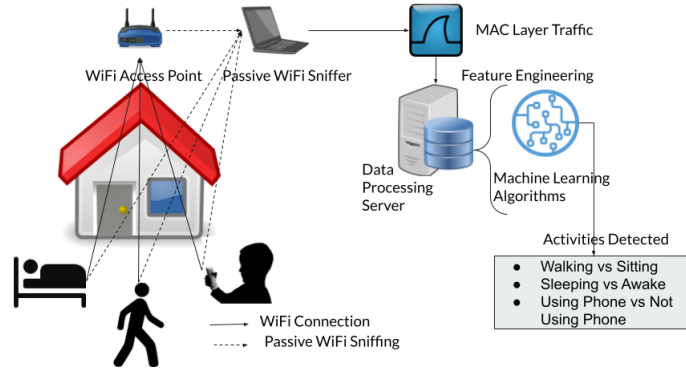 MAC Layer Traffic
WiFi Access Point
Passive WiFi Sniffer
Feature Engineering
Data
Processing
Server
Machine Learning
Algorithms
Activities Detected
● Walking vs Sitting
● Sleeping vs Awake
● Using Phone vs Not
Using Phone
WiFi Connection
Passive WiFi Sniffing